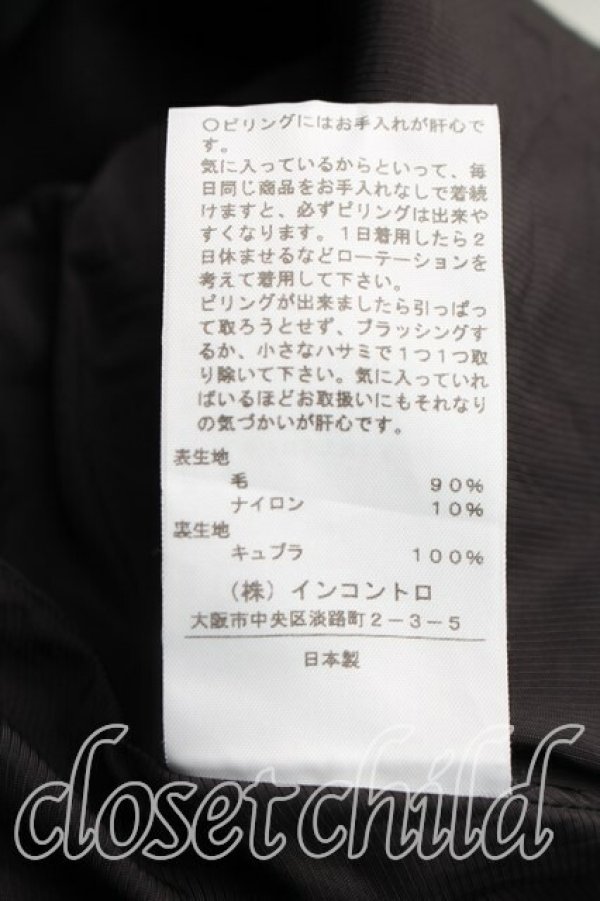 ○ピリングにはお手入れが肝心で
す。
気に入っているからといって、毎
日同じ商品をお手入れなしで着続
けますと、必ずピリングは出来や
すくなります。1日着用したら2
日休ませるなどローテーションを
考えて着用して下さい。
ピリングが出来ましたら引っぱっ
て取ろうとせず、ブラッシングす
るか、小さなハサミで1つ1つ取
り除いて下さい。気に入っていれ
ばいるほどお取扱いにもそれなり
の気づかいが肝心です。
表生地
毛 90%
ナイロン 10%
裏生地
キュプラ 100%
(株)インコントロ
大阪市中央区淡路町2-3-5
日本製
closet child